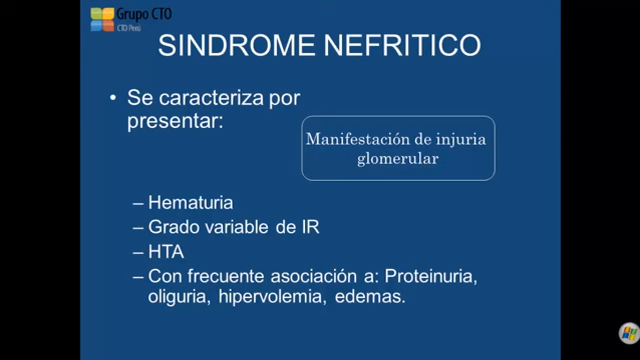 Grupo CTO
CTO Perú
SINDROME NEFRITICO
• Se caracteriza por
presentar:
Manifestación de injuria
glomerular
– Hematuria
– Grado variable de IR
– HTA
– Con frecuente asociación a: Proteinuria,
oliguria, hipervolemia, edemas.